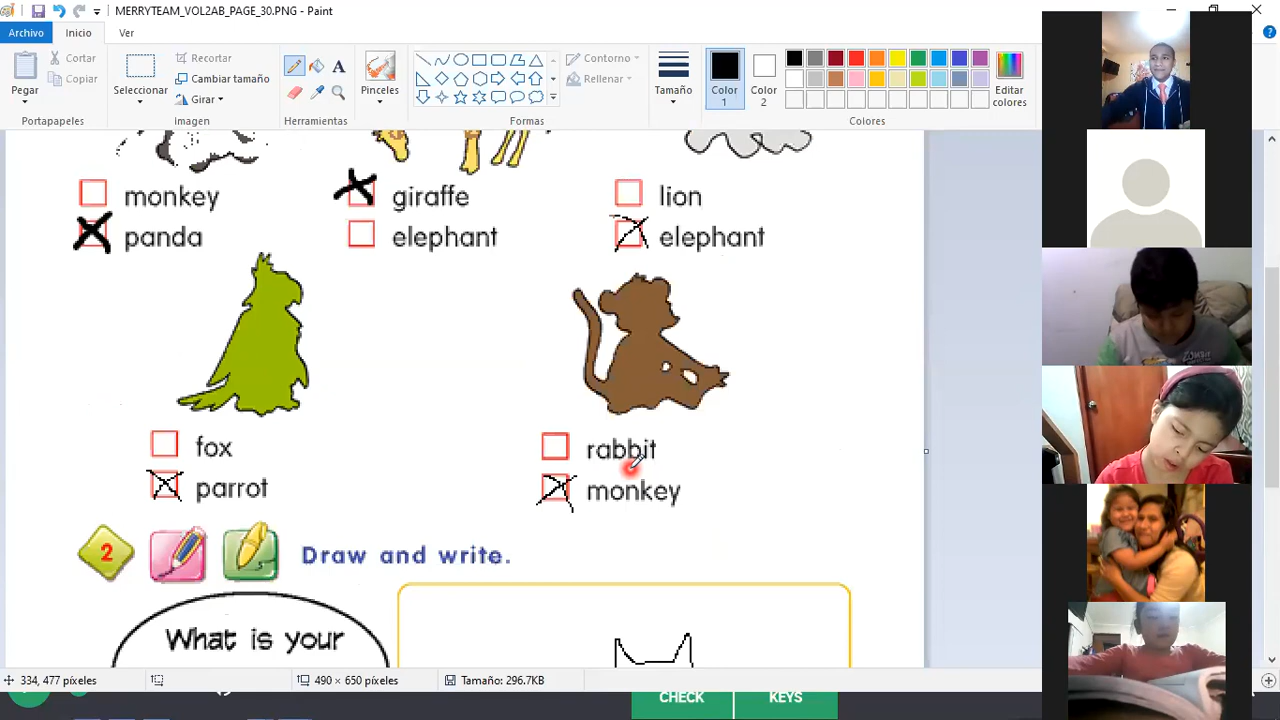 MERRYTEAM_VOL2AB_PAGE_30.PNG - Paint
Archivo Inicio Ver
Pegar
Cortar
Copiar
Portapapeles
Seleccionar
Recortar
Cambiar tamaño
Girar
Imagen
A
Herramientas
Pinceles
Contorno
Rellenar
Formas
Tamaño
Color 1
Color 2
Editar colores
Colores
monkey
panda
giraffe
elephant
lion
elephant
fox
parrot
rabbit
monkey
2 Draw and write.
What is your
334, 477 píxeles
490 × 650 píxeles
Tamaño: 296.7KB
CHECK
KEYS